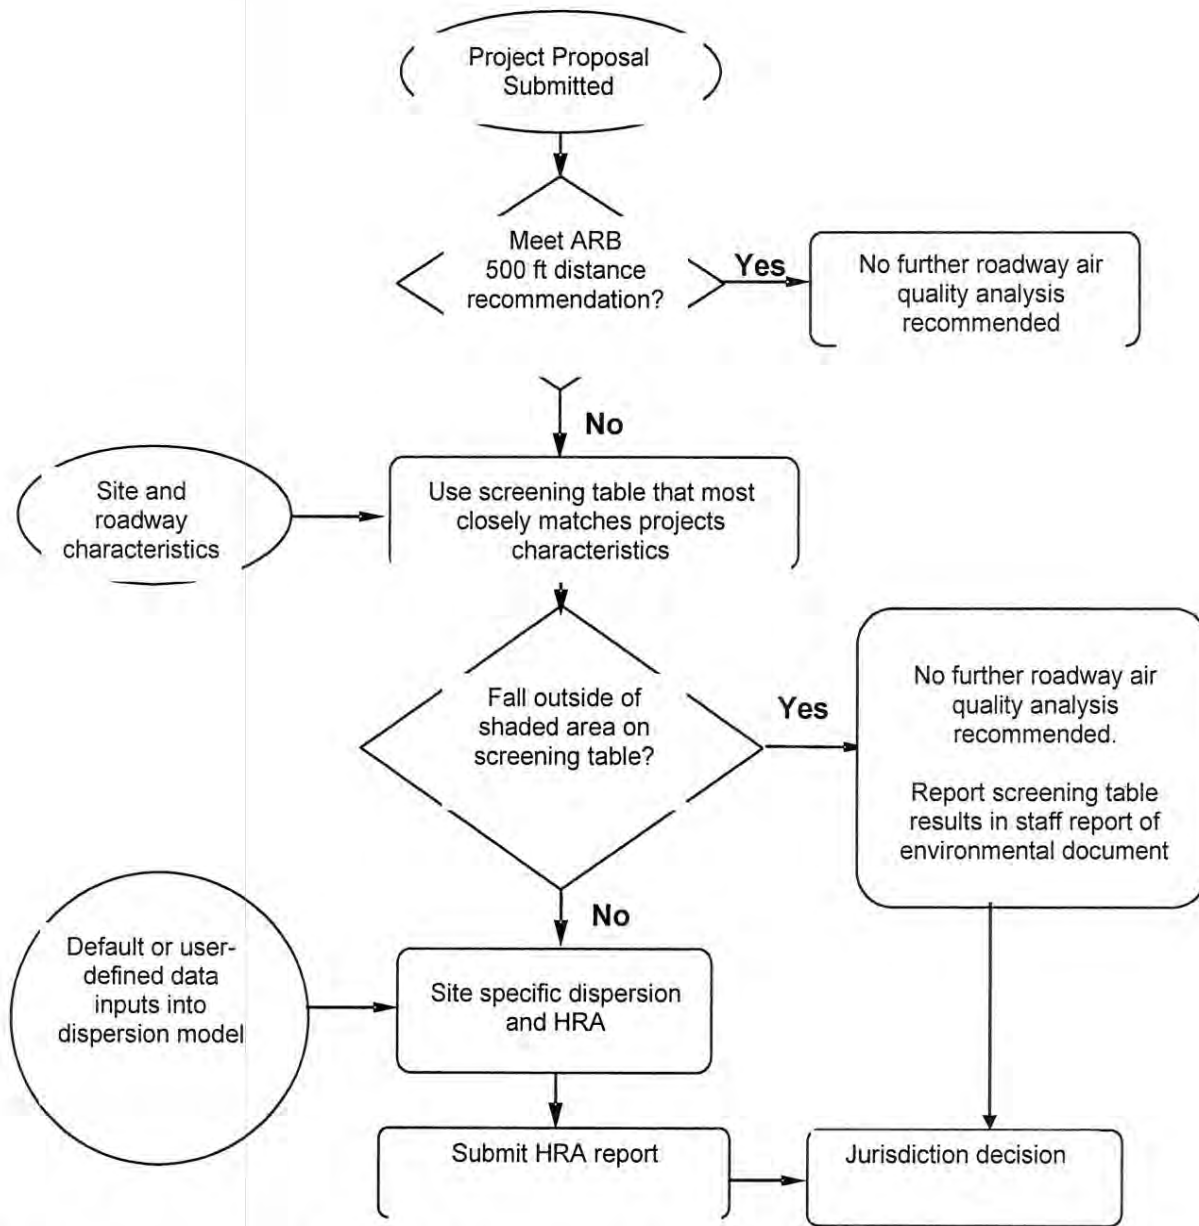 Project Proposal
Submitted
Meet ARB
500 ft distance
recommendation?
Yes
No further roadway air
quality analysis
recommended
No
Site and
roadway
characteristics
Use screening table that most
closely matches projects
characteristics
Fall outside of
shaded area on
screening table?
Yes
No further roadway air
quality analysis
recommended.
Report screening table
results in staff report of
environmental document
No
Default or user-
defined data
inputs into
dispersion model
Site specific dispersion
and HRA
Submit HRA report
Jurisdiction decision